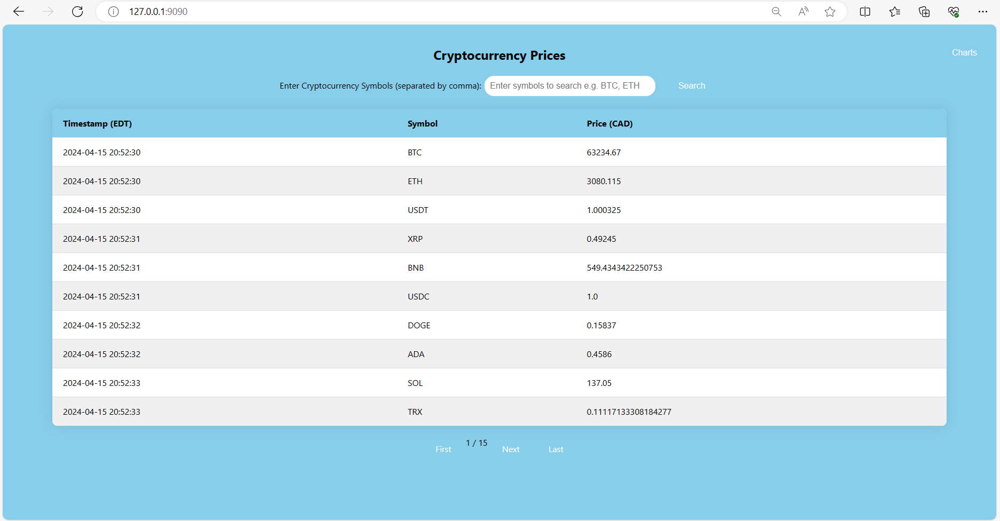 127.0.0.1:9090
Charts
Cryptocurrency Prices
Enter Cryptocurrency Symbols (separated by comma): Enter symbols to search e.g. BTC, ETH Search
Timestamp (EDT) Symbol Price (CAD)
2024-04-15 20:52:30 BTC 63234.67
2024-04-15 20:52:30 ETH 3080.115
2024-04-15 20:52:30 USDT 1.000325
2024-04-15 20:52:31 XRP 0.49245
2024-04-15 20:52:31 BNB 549.4343422250753
2024-04-15 20:52:31 USDC 1.0
2024-04-15 20:52:32 DOGE 0.15837
2024-04-15 20:52:32 ADA 0.4586
2024-04-15 20:52:33 SOL 137.05
2024-04-15 20:52:33 TRX 0.11117133308184277
First 1 / 15 Next Last